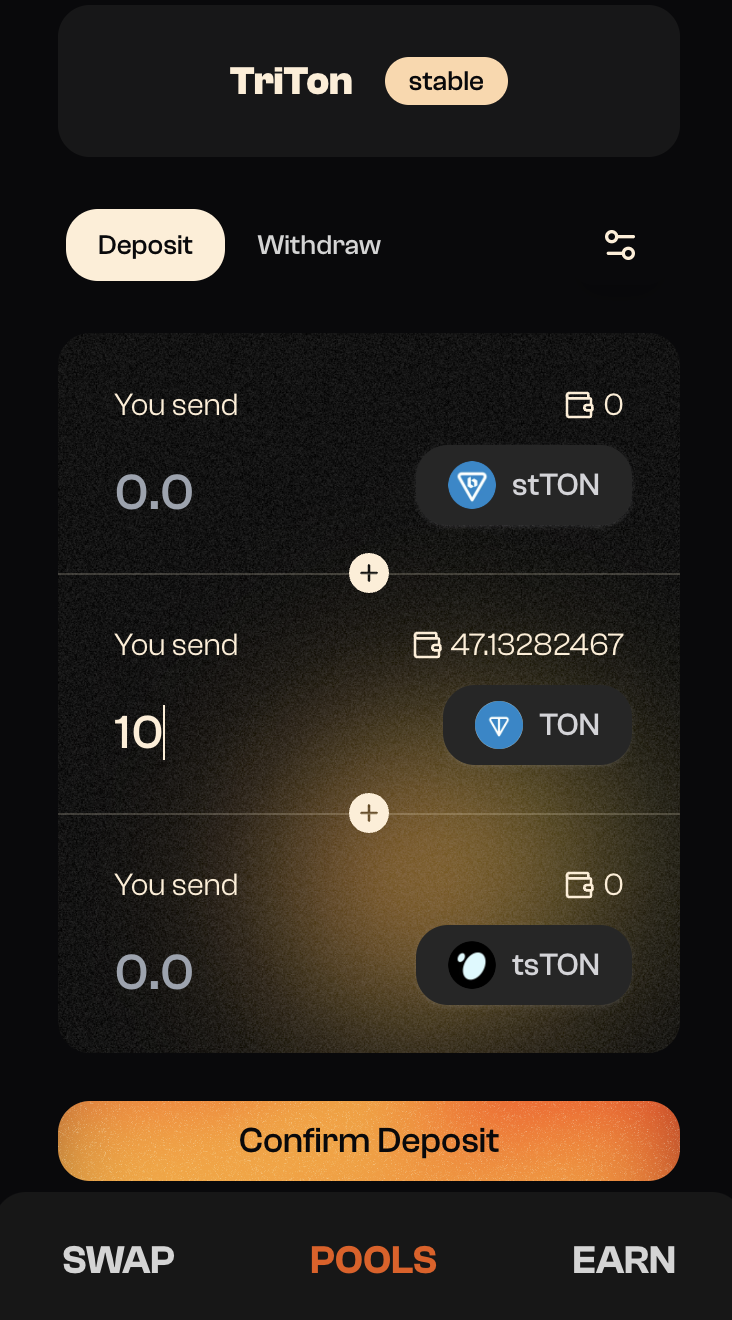 TriTon stable
Deposit Withdraw
You send 0
0.0 stTON
You send 47.13282467
10 TON
You send 0
0.0 tsTON
Confirm Deposit
SWAP POOLS EARN